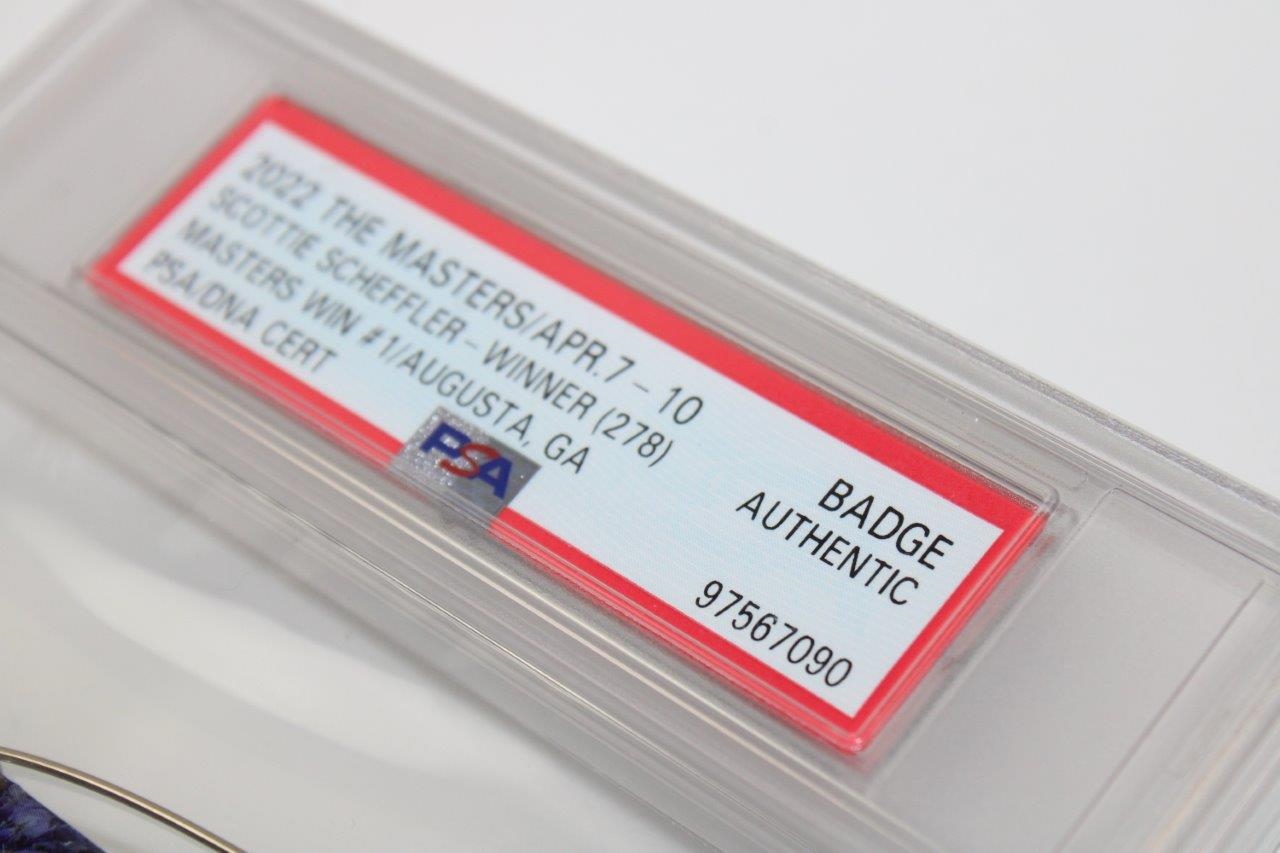 2022 THE MASTERS/APR.7 - 10
SCOTTIE SCHEFFLER - WINNER (278)
MASTERS WIN #1/AUGUSTA, GA
PSA/DNA CERT
PSA
BADGE
AUTHENTIC
97567090